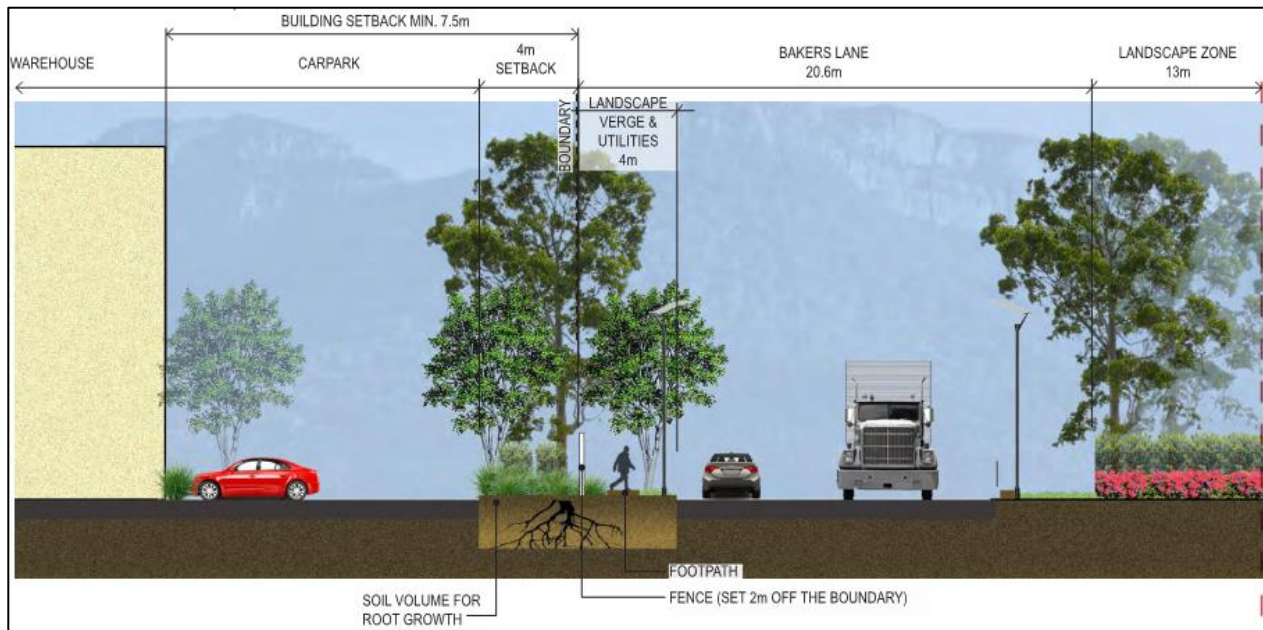 BUILDING SETBACK MIN. 7.5m
WAREHOUSE
CARPARK
4m
SETBACK
BAKERS LANE
20.6m
LANDSCAPE ZONE
13m
BOUNDARY
LANDSCAPE
VERGE &
UTILITIES
4m
FOOTPATH
FENCE (SET 2m OFF THE BOUNDARY)
SOIL VOLUME FOR
ROOT GROWTH